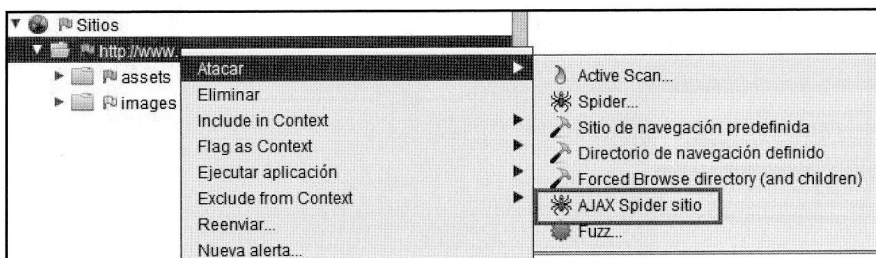 Sitios
http://www.
assets
images
Atacar
Eliminar
Include in Context
Flag as Context
Ejecutar aplicación
Exclude from Context
Reenviar...
Nueva alerta...
Active Scan...
Spider...
Sitio de navegación predefinida
Directorio de navegación definido
Forced Browse directory (and children)
AJAX Spider sitio
Fuzz...